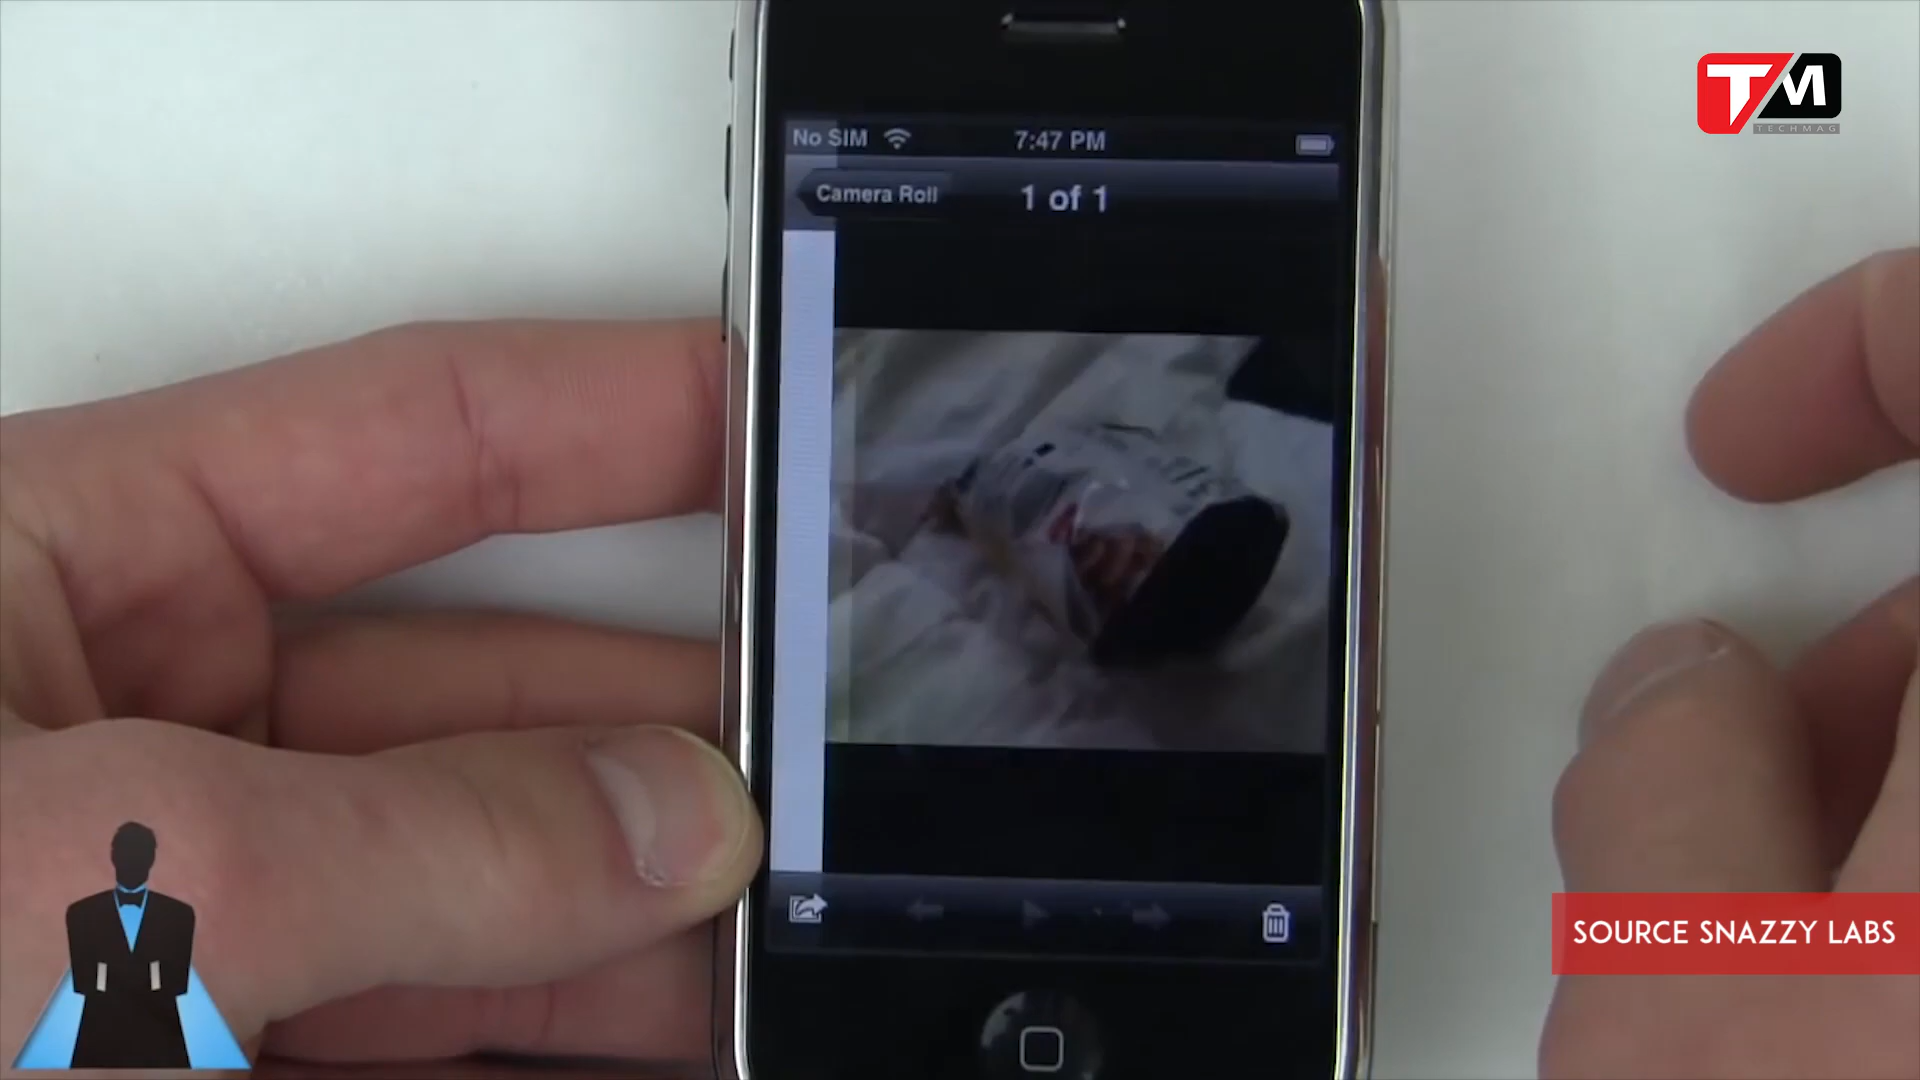 TM
TECHMAG
No SIM 7:47 PM
Camera Roll 1 of 1
SOURCE SNAZZY LABS